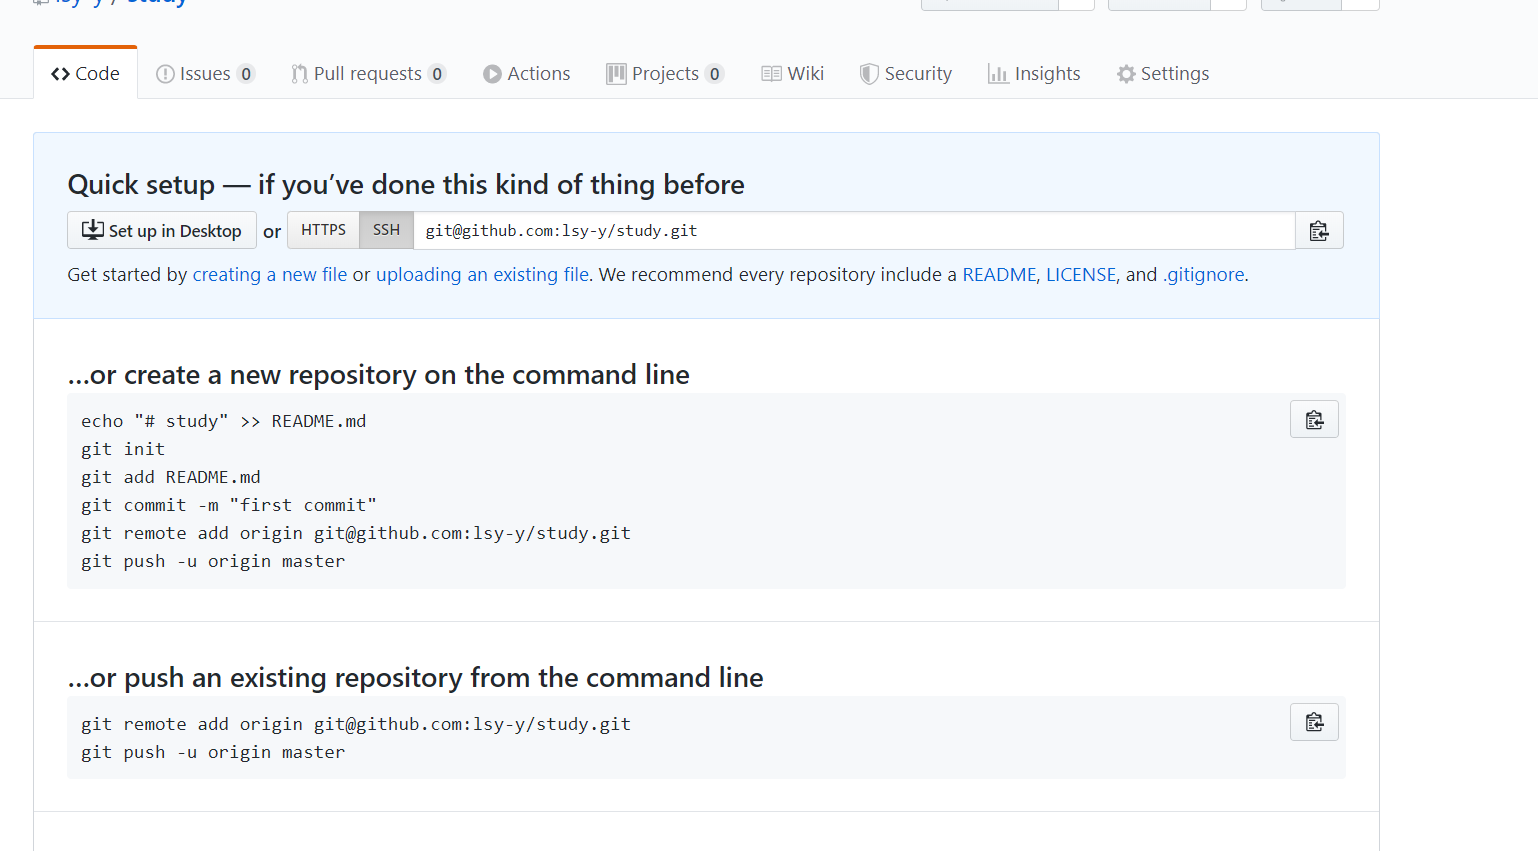 lsy-y / study
Code Issues 0 Pull requests 0 Actions Projects 0 Wiki Security Insights Settings
Quick setup — if you’ve done this kind of thing before
Set up in Desktop or HTTPS SSH git@github.com:lsy-y/study.git
Get started by creating a new file or uploading an existing file. We recommend every repository include a README, LICENSE, and .gitignore.
…or create a new repository on the command line
echo "# study" >> README.md
git init
git add README.md
git commit -m "first commit"
git remote add origin git@github.com:lsy-y/study.git
git push -u origin master
…or push an existing repository from the command line
git remote add origin git@github.com:lsy-y/study.git
git push -u origin master